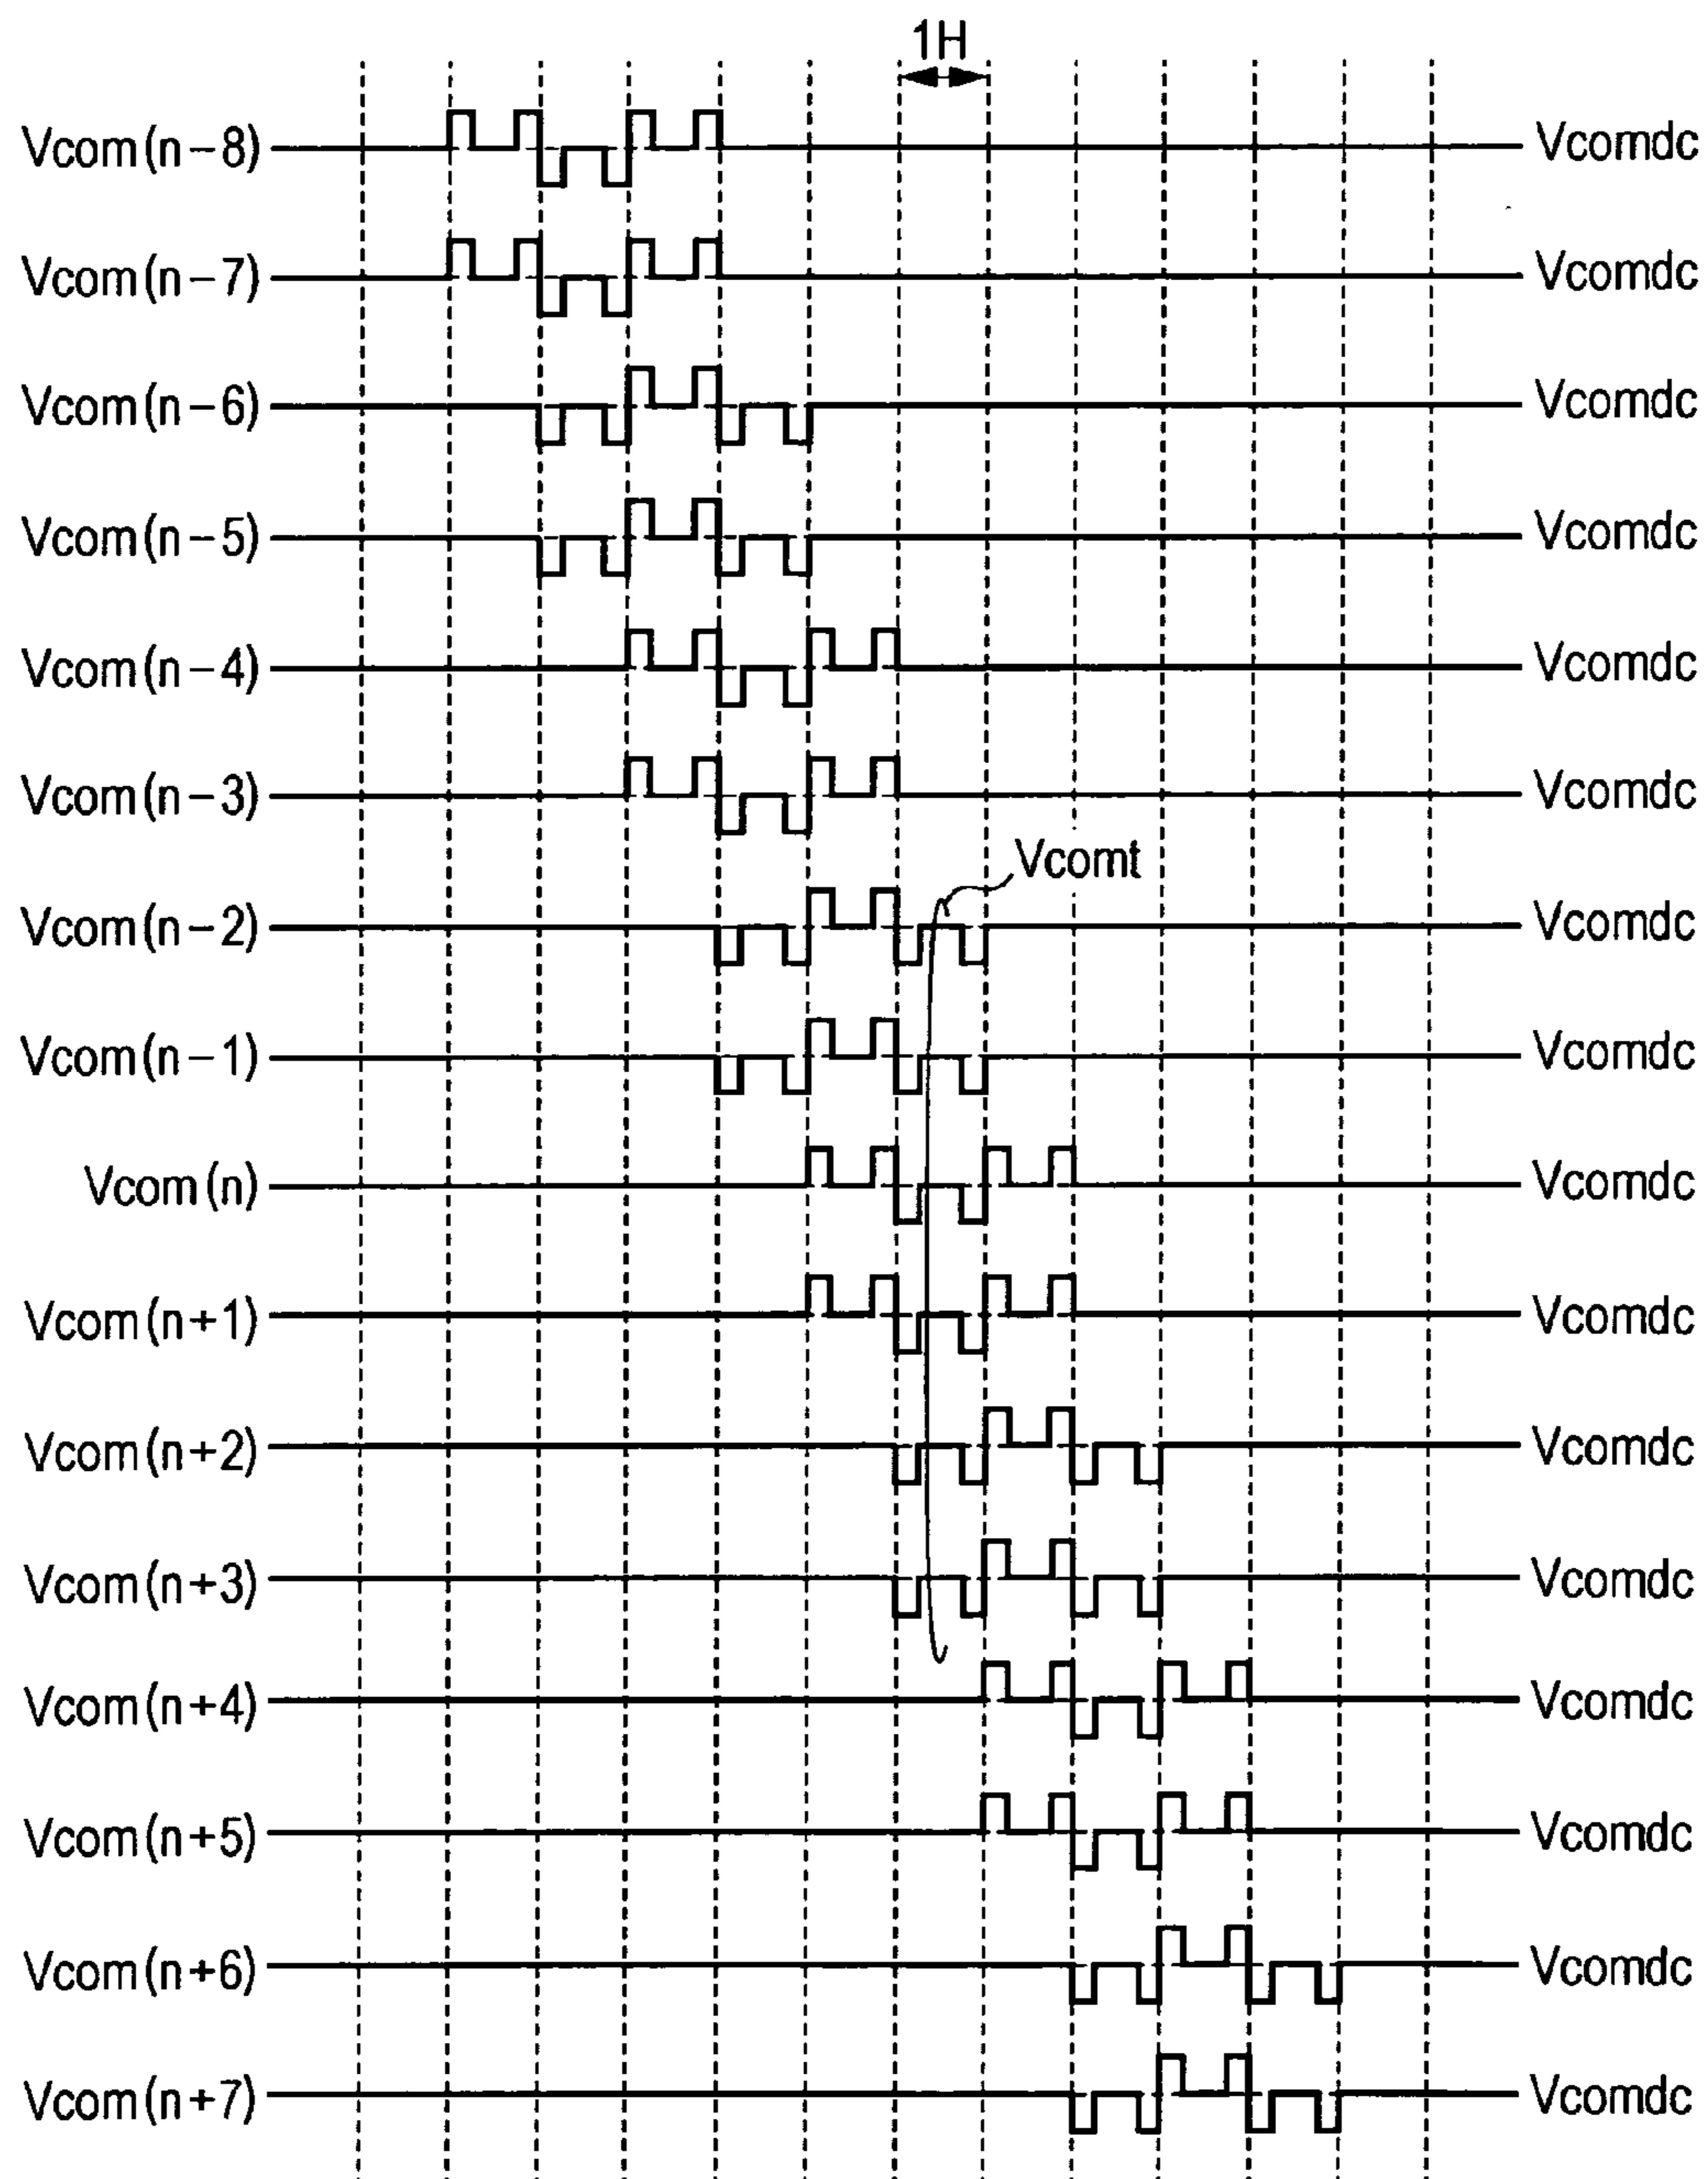 1H
Vcom(n−8) Vcomdc
Vcom(n−7) Vcomdc
Vcom(n−6) Vcomdc
Vcom(n−5) Vcomdc
Vcom(n−4) Vcomdc
Vcom(n−3) Vcomdc
Vcomt
Vcom(n−2) Vcomdc
Vcom(n−1) Vcomdc
Vcom(n) Vcomdc
Vcom(n+1) Vcomdc
Vcom(n+2) Vcomdc
Vcom(n+3) Vcomdc
Vcom(n+4) Vcomdc
Vcom(n+5) Vcomdc
Vcom(n+6) Vcomdc
Vcom(n+7) Vcomdc